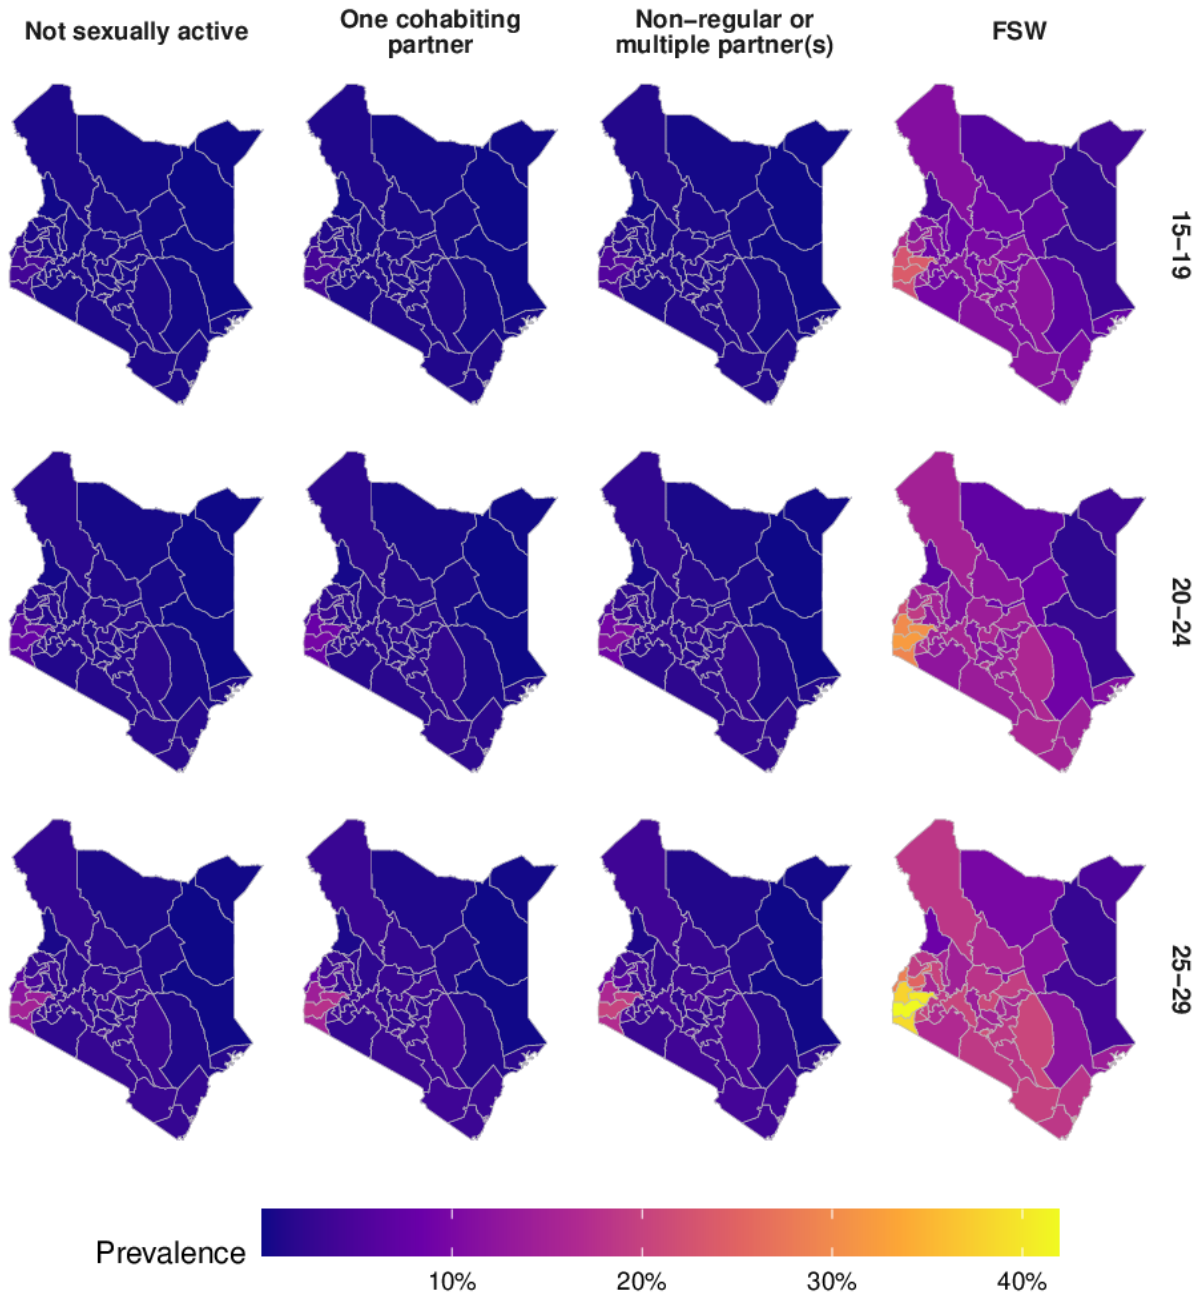 Not sexually active
One cohabiting
partner
Non−regular or
multiple partner(s)
FSW
15−19
20−24
25−29
Prevalence
10%
20%
30%
40%